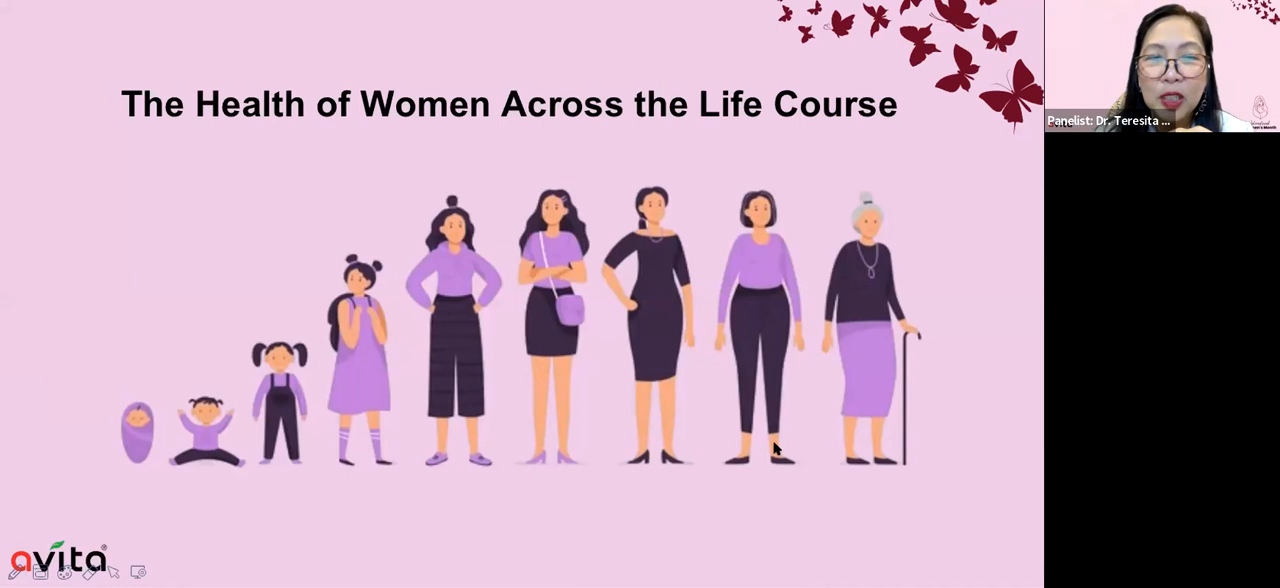 The Health of Women Across the Life Course
Panelist: Dr. Teresita ...
avita